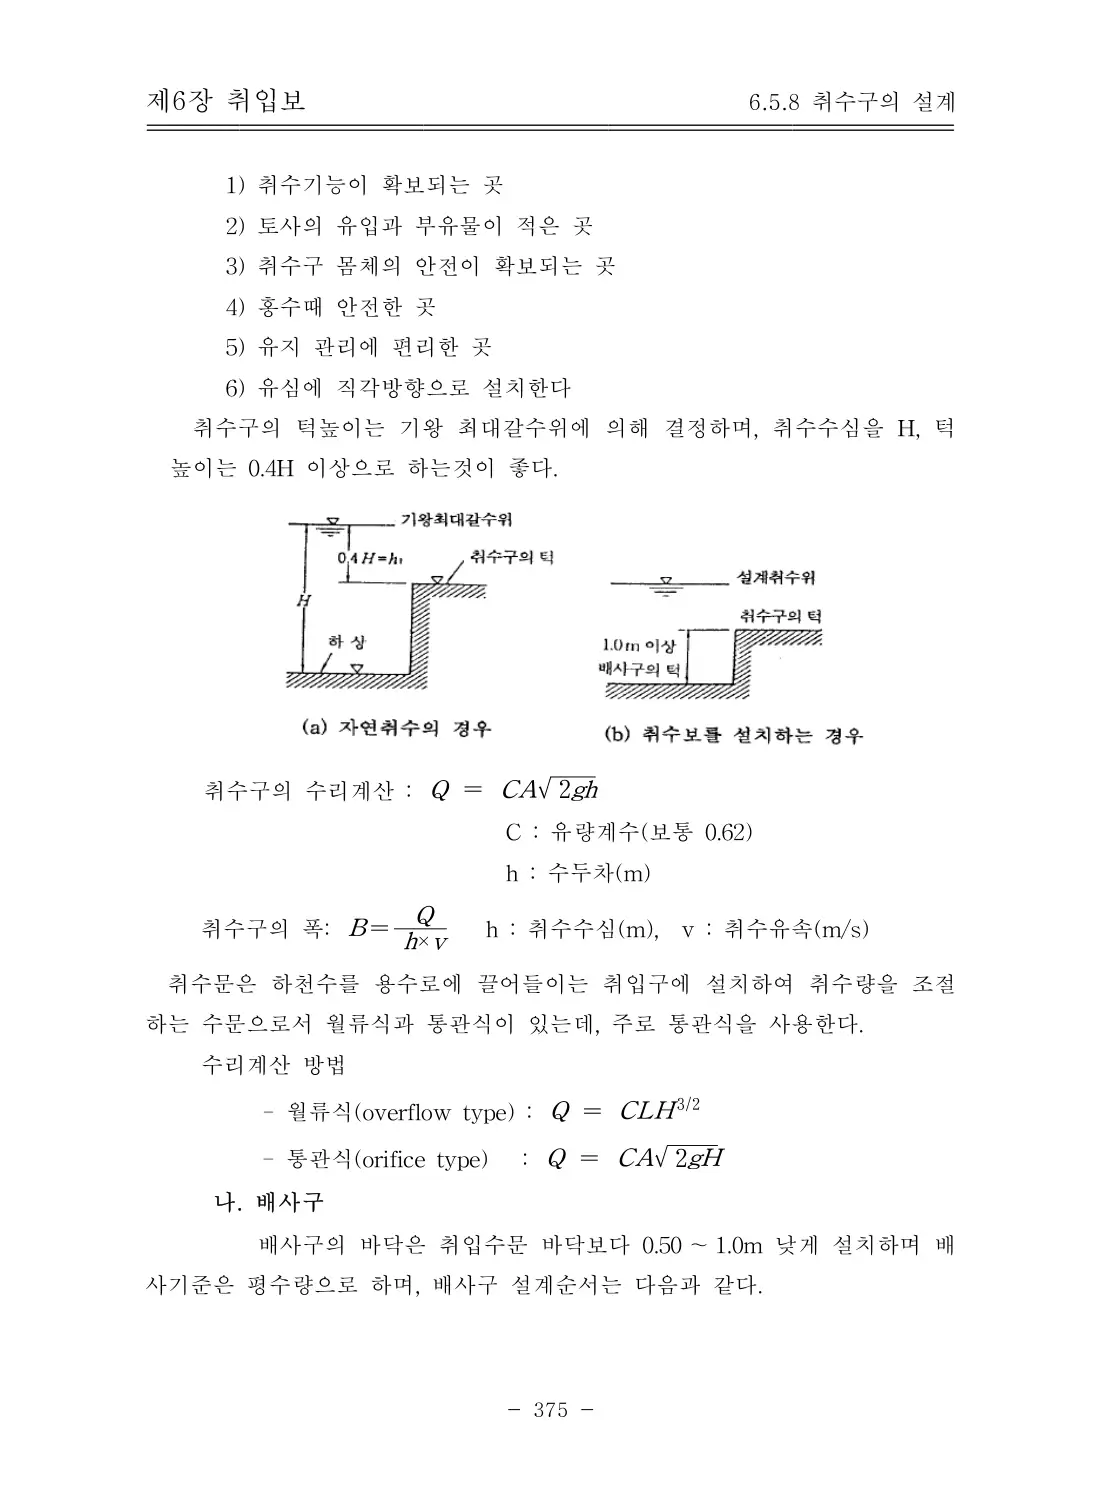 제6장 취입보
6.5.8 취수구의 설계
1) 취수기능이 확보되는 곳
2) 토사의 유입과 부유물이 적은 곳
3) 취수구 몸체의 안전이 확보되는 곳
4) 홍수때 안전한 곳
5) 유지 관리에 편리한 곳
6) 유심에 직각방향으로 설치한다
취수구의 턱높이는 기왕 최대갈수위에 의해 결정하며, 취수수심을 H, 턱
높이는 0.4H 이상으로 하는것이 좋다.
기왕최대갈수위
0.4H=h₁
취수구의 턱
H
하 상
(a) 자연취수의 경우
설계취수위
취수구의 턱
1.0m 이상
배사구의 턱
(b) 취수보를 설치하는 경우
취수구의 수리계산 : Q = CA√2gh
C : 유량계수(보통 0.62)
h : 수두차(m)
취수구의 폭: B=Q/(h×v) h : 취수수심(m), v : 취수유속(m/s)
취수문은 하천수를 용수로에 끌어들이는 취입구에 설치하여 취수량을 조절
하는 수문으로서 월류식과 통관식이 있는데, 주로 통관식을 사용한다.
수리계산 방법
- 월류식(overflow type) : Q = CLH^3/2
- 통관식(orifice type) : Q = CA√2gH
나. 배사구
배사구의 바닥은 취입수문 바닥보다 0.50 ~ 1.0m 낮게 설치하며 배
사기준은 평수량으로 하며, 배사구 설계순서는 다음과 같다.
- 375 -